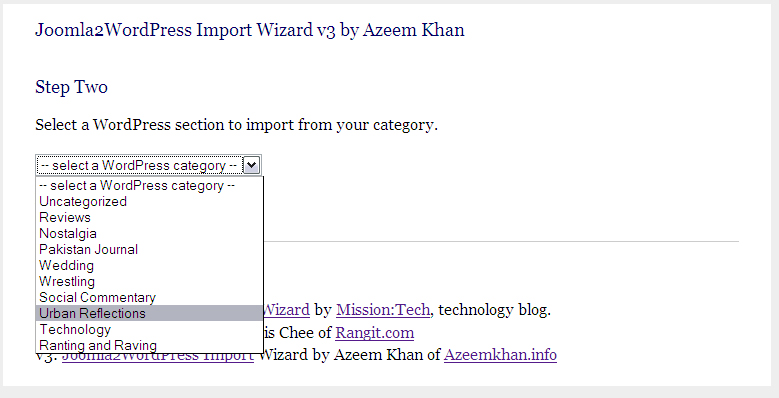 Joomla2WordPress Import Wizard v3 by Azeem Khan
Step Two
Select a WordPress section to import from your category.
-- select a WordPress category --
-- select a WordPress category --
Uncategorized
Reviews
Nostalgia
Pakistan Journal
Wedding
Wrestling
Social Commentary
Urban Reflections
Technology
Ranting and Raving
Wizard by Mission:Tech, technology blog.
is Chee of Rangit.com
v3: Joomla2WordPress Import Wizard by Azeem Khan of Azeemkhan.info